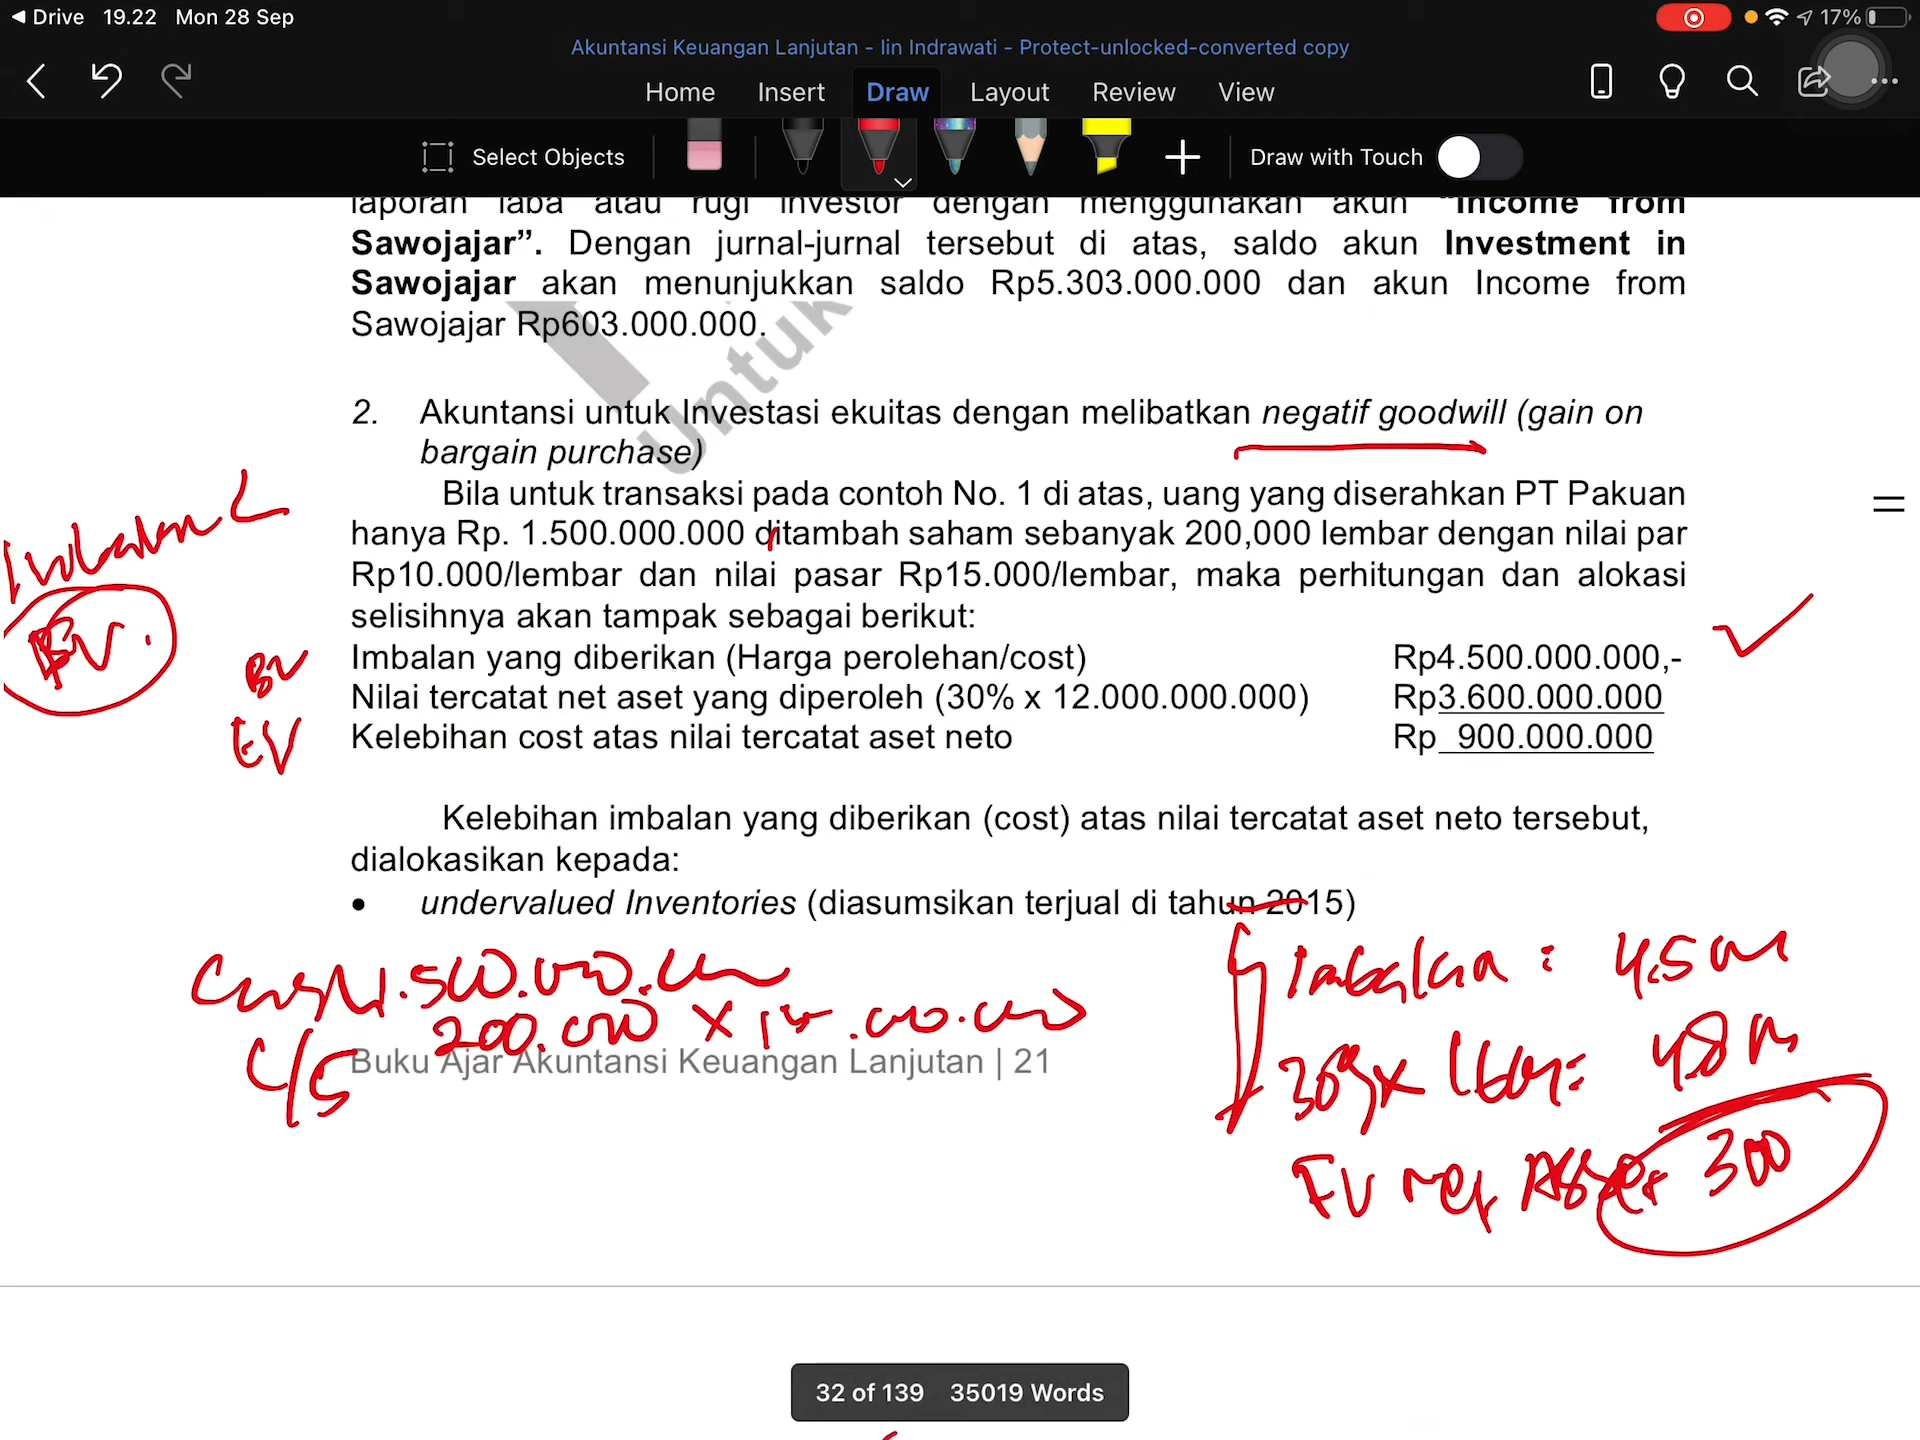 Drive 19.22 Mon 28 Sep
17%
Akuntansi Keuangan Lanjutan - Iin Indrawati - Protect-unlocked-converted copy
Home Insert Draw Layout Review View
Select Objects
Draw with Touch
laporan laba atau rugi investor dengan menggunakan akun "Income from
Sawojajar". Dengan jurnal-jurnal tersebut di atas, saldo akun Investment in
Sawojajar akan menunjukkan saldo Rp5.303.000.000 dan akun Income from
Sawojajar Rp603.000.000.
Untuk
2. Akuntansi untuk Investasi ekuitas dengan melibatkan negatif goodwill (gain on
bargain purchase)
Bila untuk transaksi pada contoh No. 1 di atas, uang yang diserahkan PT Pakuan
hanya Rp. 1.500.000.000 ditambah saham sebanyak 200,000 lembar dengan nilai par
Rp10.000/lembar dan nilai pasar Rp15.000/lembar, maka perhitungan dan alokasi
selisihnya akan tampak sebagai berikut:
Imbalan <
BV.
BV
Imbalan yang diberikan (Harga perolehan/cost) Rp4.500.000.000,-
Nilai tercatat net aset yang diperoleh (30% x 12.000.000.000) Rp3.600.000.000
Kelebihan cost atas nilai tercatat aset neto Rp 900.000.000
Kelebihan imbalan yang diberikan (cost) atas nilai tercatat aset neto tersebut,
dialokasikan kepada:
• undervalued Inventories (diasumsikan terjual di tahun 2015)
Imbalan : 4.5 M
4.8 M
FV net Asset 300
200.000 x
C/S
Buku Ajar Akuntansi Keuangan Lanjutan | 21
32 of 139 35019 Words